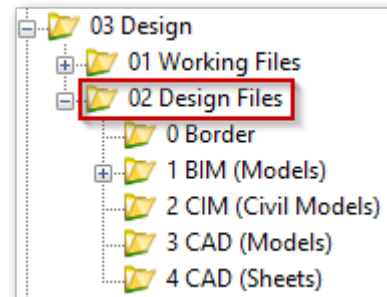 03 Design
01 Working Files
02 Design Files
0 Border
1 BIM (Models)
2 CIM (Civil Models)
3 CAD (Models)
4 CAD (Sheets)